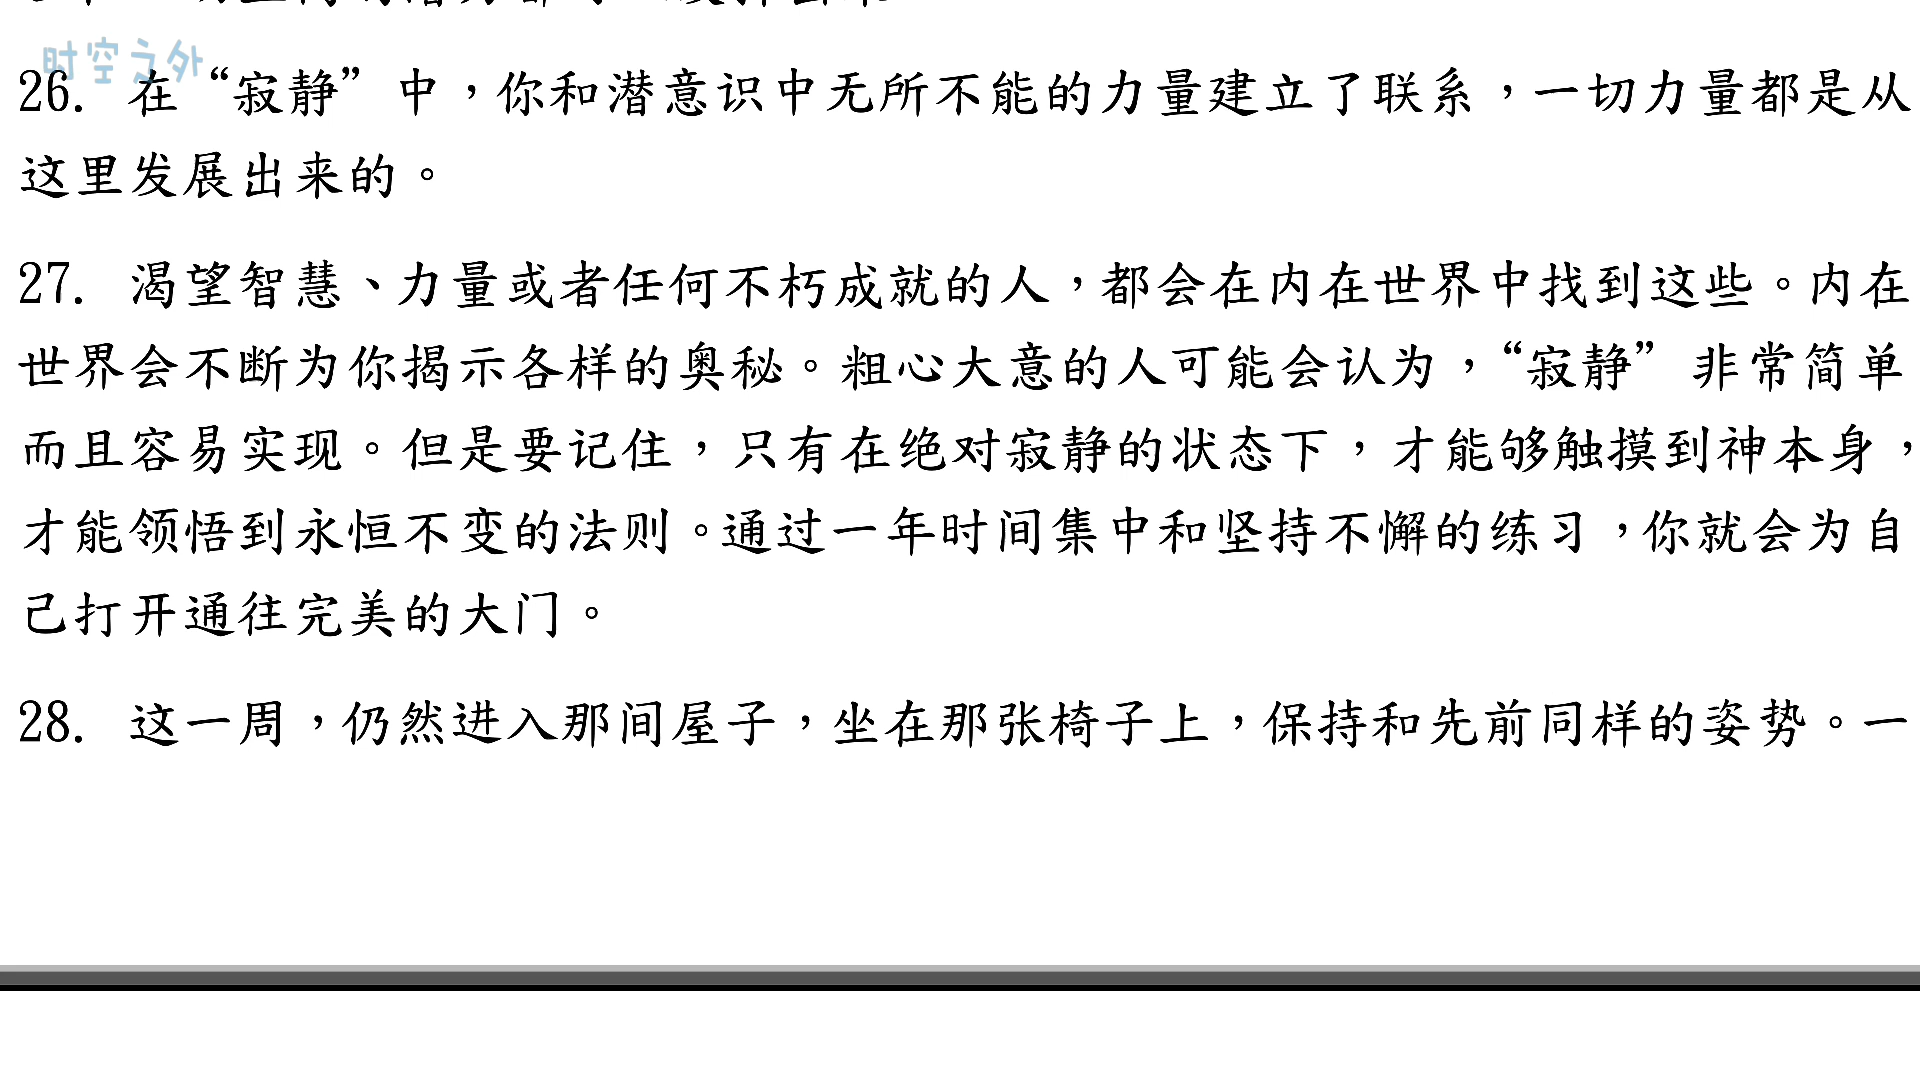 时空之外
26. 在“寂静”中，你和潜意识中无所不能的力量建立了联系，一切力量都是从
这里发展出来的。
27. 渴望智慧、力量或者任何不朽成就的人，都会在内在世界中找到这些。内在
世界会不断为你揭示各样的奥秘。粗心大意的人可能会认为，“寂静”非常简单
而且容易实现。但是要记住，只有在绝对寂静的状态下，才能够触摸到神本身，
才能领悟到永恒不变的法则。通过一年时间集中和坚持不懈的练习，你就会为自
己打开通往完美的大门。
28. 这一周，仍然进入那间屋子，坐在那张椅子上，保持和先前同样的姿势。一